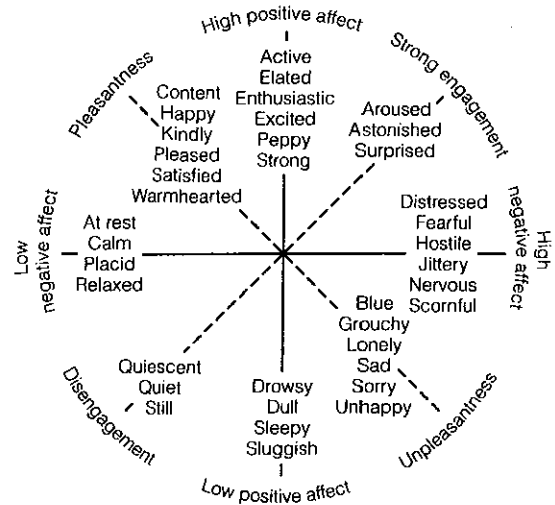 High positive affect
Active
Elated
Enthusiastic
Excited
Peppy
Strong
Strong engagement
Aroused
Astonished
Surprised
High
negative affect
Distressed
Fearful
Hostile
Jittery
Nervous
Scornful
Unpleasantness
Blue
Grouchy
Lonely
Sad
Sorry
Unhappy
Low positive affect
Drowsy
Dull
Sleepy
Sluggish
Disengagement
Quiescent
Quiet
Still
Low
negative affect
At rest
Calm
Placid
Relaxed
Pleasantness
Content
Happy
Kindly
Pleased
Satisfied
Warmhearted